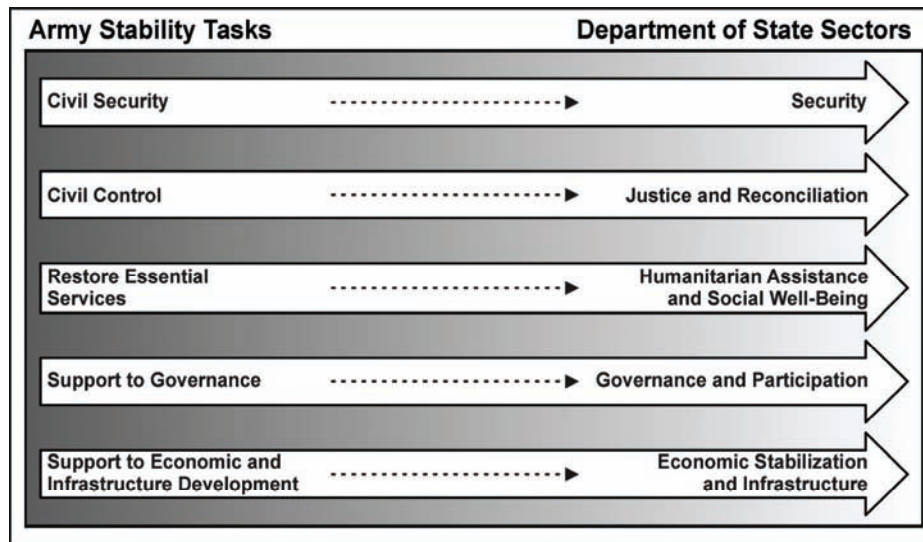 Army Stability Tasks
Department of State Sectors
Civil Security
Security
Civil Control
Justice and Reconciliation
Restore Essential
Services
Humanitarian Assistance
and Social Well-Being
Support to Governance
Governance and Participation
Support to Economic and
Infrastructure Development
Economic Stabilization
and Infrastructure